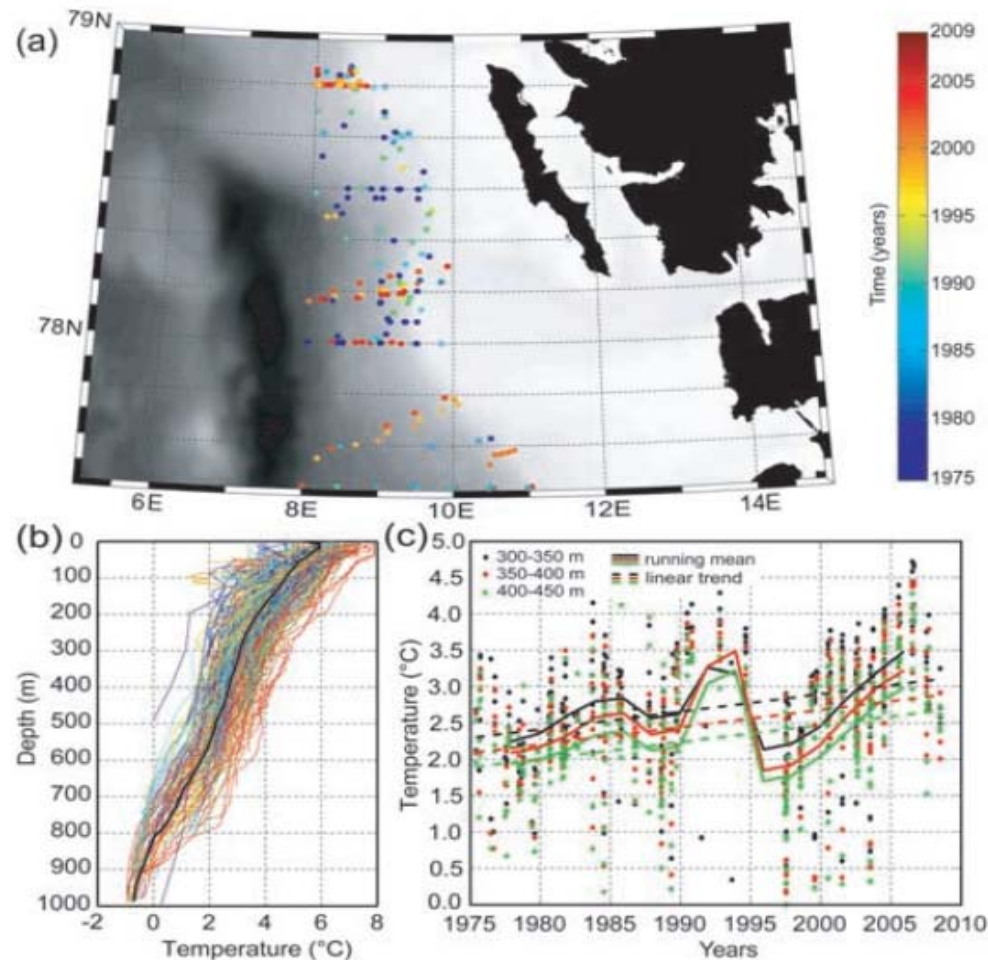 (a)
79N
78N
6E
8E
10E
12E
14E
2009
2005
2000
1995
1990
1985
1980
1975
Time (years)
(b)
0
100
200
300
400
500
600
700
800
900
1000
Depth (m)
-2
0
2
4
6
8
Temperature (°C)
(c)
300-350 m
350-400 m
400-450 m
running mean
linear trend
5.0
4.5
4.0
3.5
3.0
2.5
2.0
1.5
1.0
0.5
0.0
Temperature (°C)
1975
1980
1985
1990
1995
2000
2005
2010
Years